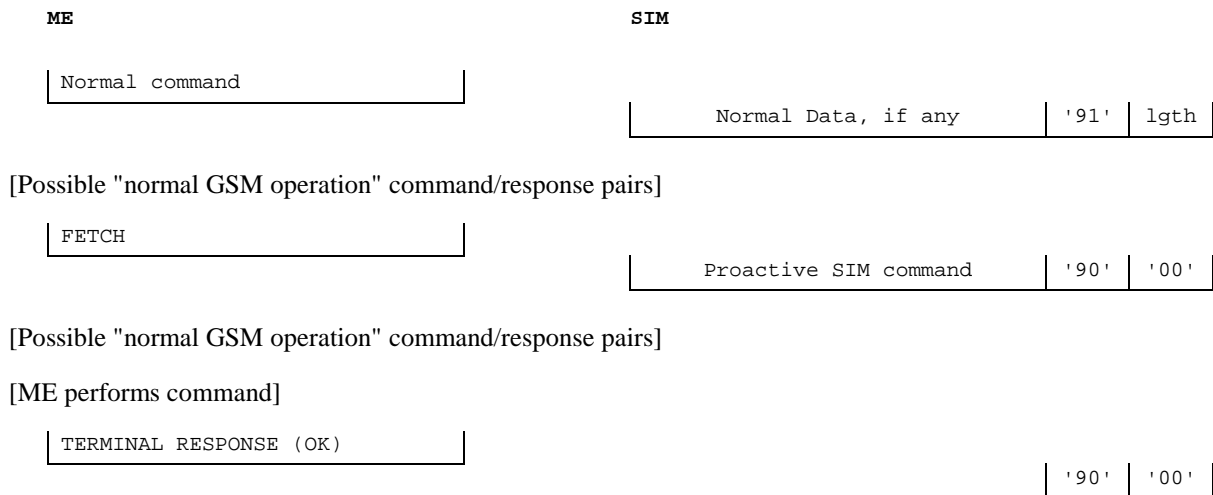 ME SIM
Normal command
Normal Data, if any '91' lgth
[Possible "normal GSM operation" command/response pairs]
FETCH
Proactive SIM command '90' '00'
[Possible "normal GSM operation" command/response pairs]
[ME performs command]
TERMINAL RESPONSE (OK)
'90' '00'